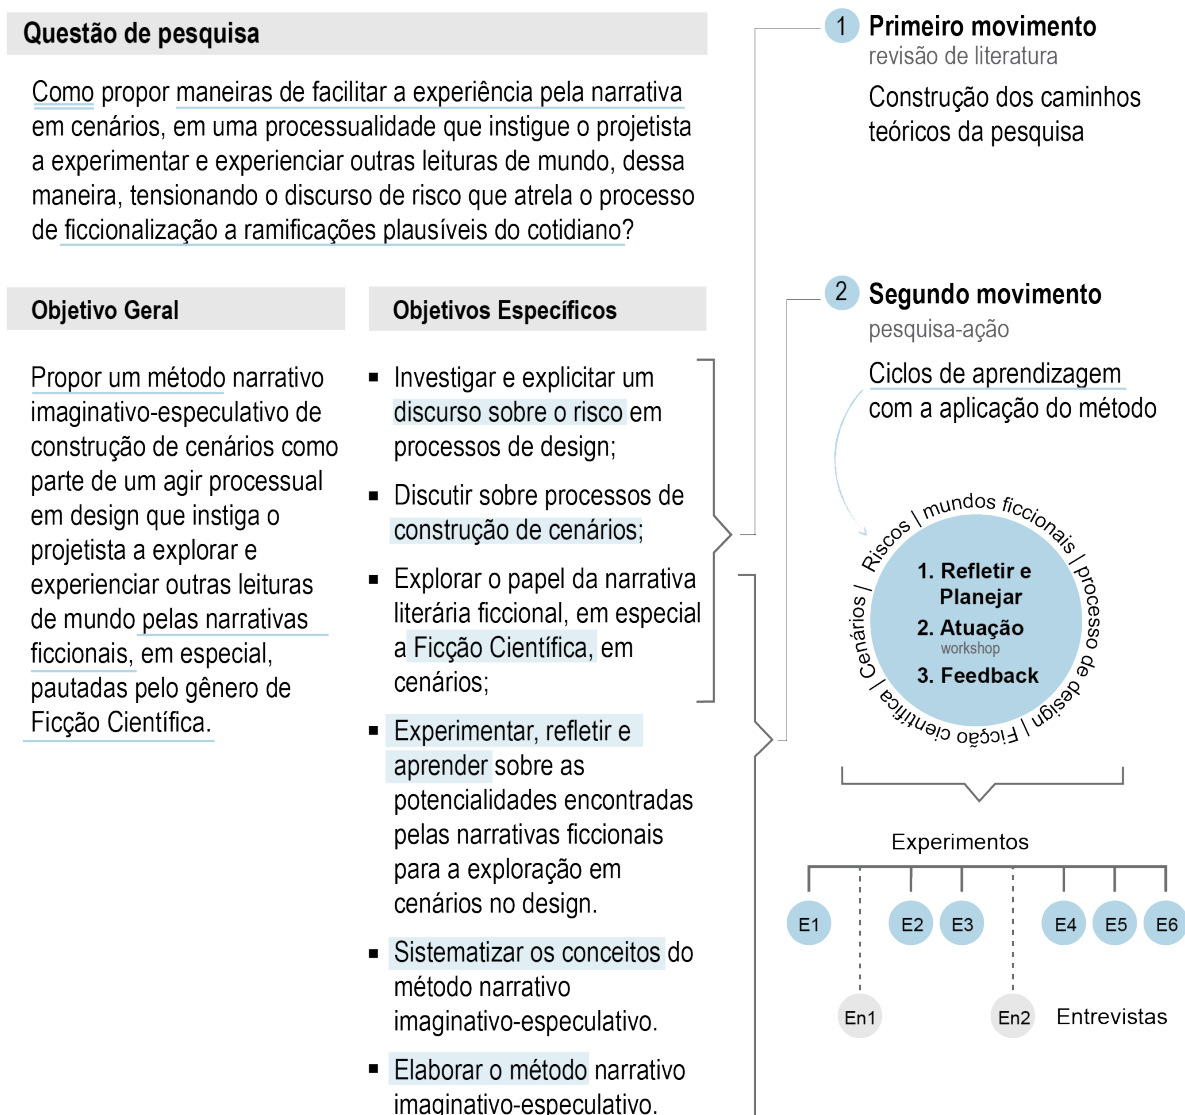 Questão de pesquisa
Como propor maneiras de facilitar a experiência pela narrativa
em cenários, em uma processualidade que instigue o projetista
a experimentar e experienciar outras leituras de mundo, dessa
maneira, tensionando o discurso de risco que atrela o processo
de ficcionalização a ramificações plausíveis do cotidiano?
Objetivo Geral
Propor um método narrativo
imaginativo-especulativo de
construção de cenários como
parte de um agir processual
em design que instiga o
projetista a explorar e
experienciar outras leituras
de mundo pelas narrativas
ficcionais, em especial,
pautadas pelo gênero de
Ficção Científica.
Objetivos Específicos
▪ Investigar e explicitar um
discurso sobre o risco em
processos de design;
▪ Discutir sobre processos de
construção de cenários;
▪ Explorar o papel da narrativa
literária ficcional, em especial
a Ficção Científica, em
cenários;
▪ Experimentar, refletir e
aprender sobre as
potencialidades encontradas
pelas narrativas ficcionais
para a exploração em
cenários no design.
▪ Sistematizar os conceitos do
método narrativo
imaginativo-especulativo.
▪ Elaborar o método narrativo
imaginativo-especulativo.
1 Primeiro movimento
revisão de literatura
Construção dos caminhos
teóricos da pesquisa
2 Segundo movimento
pesquisa-ação
Ciclos de aprendizagem
com a aplicação do método
Riscos | mundos ficcionais | processo de design | Ficção científica | Cenários |
1. Refletir e
Planejar
2. Atuação
workshop
3. Feedback
Experimentos
E1 E2 E3 E4 E5 E6
En1 En2 Entrevistas